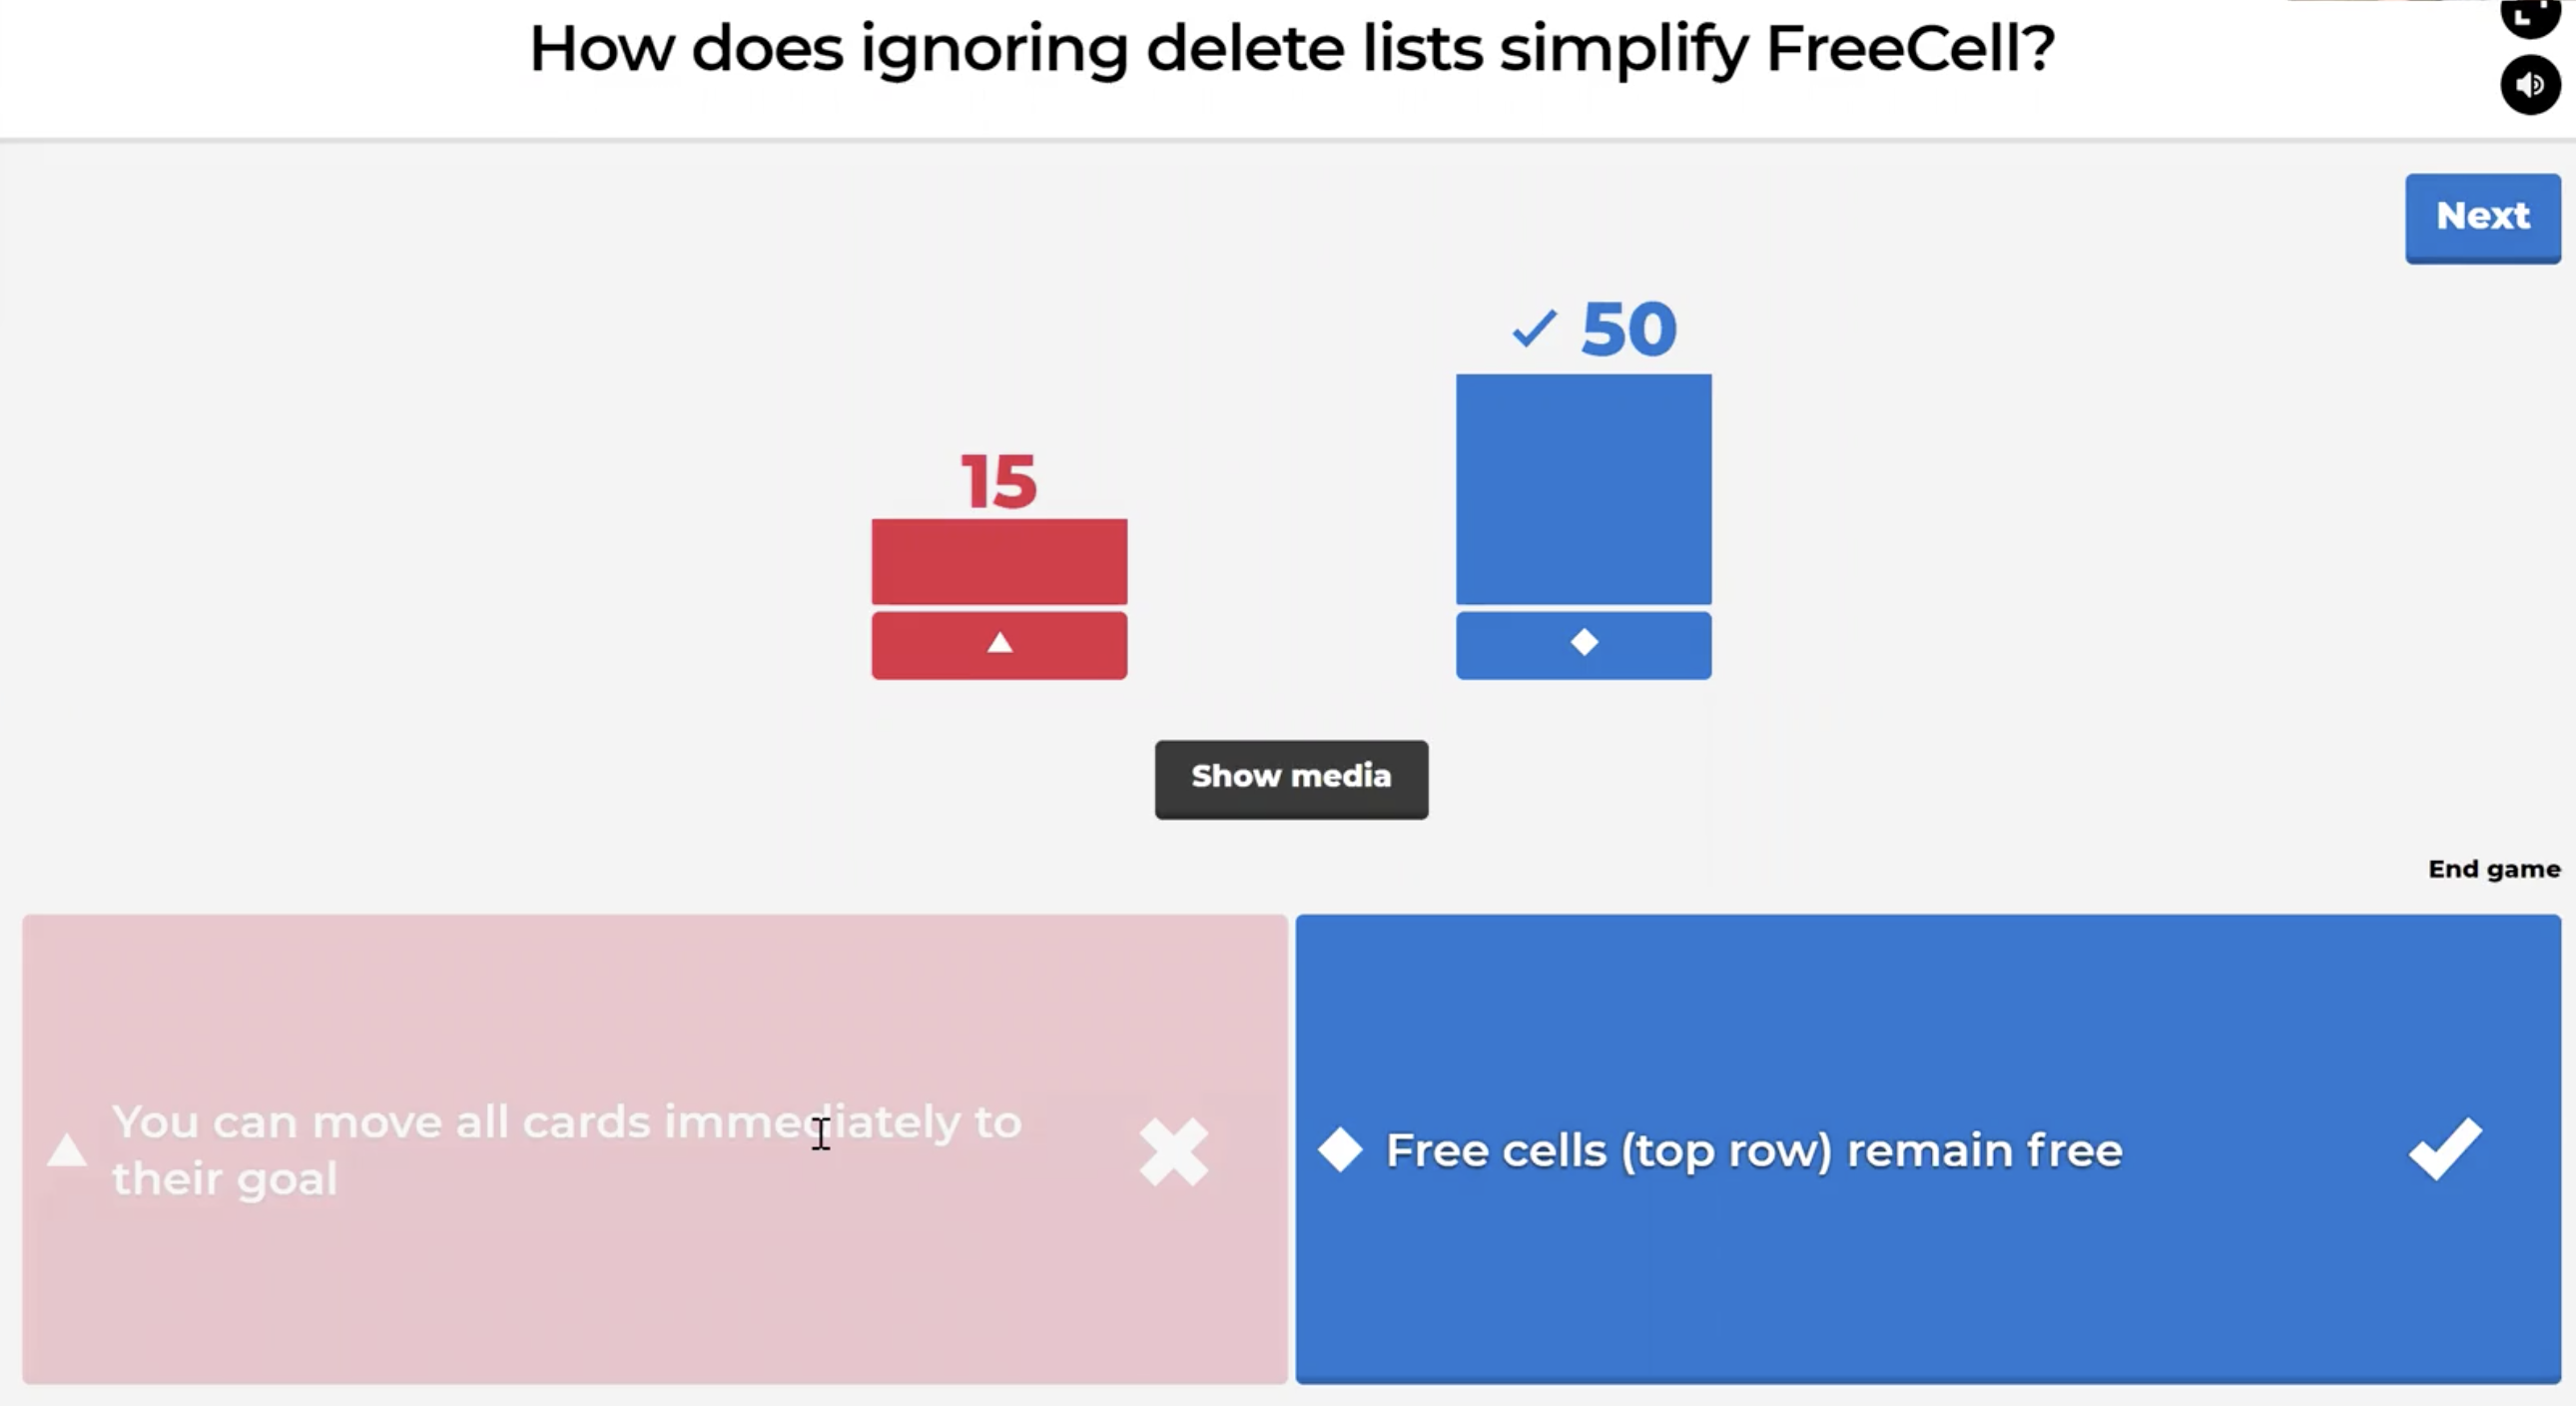 How does ignoring delete lists simplify FreeCell?
Next
50
15
Show media
End game
You can move all cards immediately to
their goal
Free cells (top row) remain free